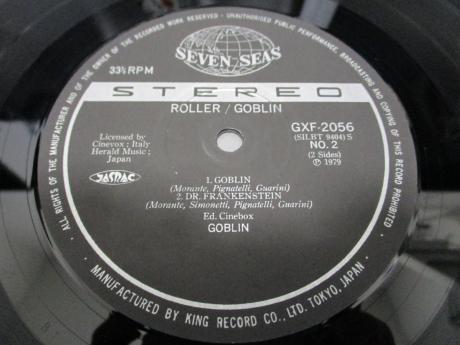 ALL RIGHTS OF THE MANUFACTURER AND OF THE OWNER OF THE RECORDED WORK RESERVED - UNAUTHORISED PUBLIC PERFORMANCE, BROADCASTING AND COPYING OF THIS RECORD PROHIBITED
SEVEN SEAS
33⅓ RPM
STEREO
ROLLER / GOBLIN
GXF-2056
(SILBT 9404) S
NO. 2
(2 Sides)
Ⓟ 1979
Licensed by
Cinevox ; Italy
Herald Music ;
Japan
JASRAC
1. GOBLIN
(Morante, Pignatelli, Guarini)
2. DR. FRANKENSTEIN
(Morante, Simonetti, Pignatelli, Guarini)
Ed. Cinebox
GOBLIN
MANUFACTURED BY KING RECORD CO., LTD. TOKYO, JAPAN.